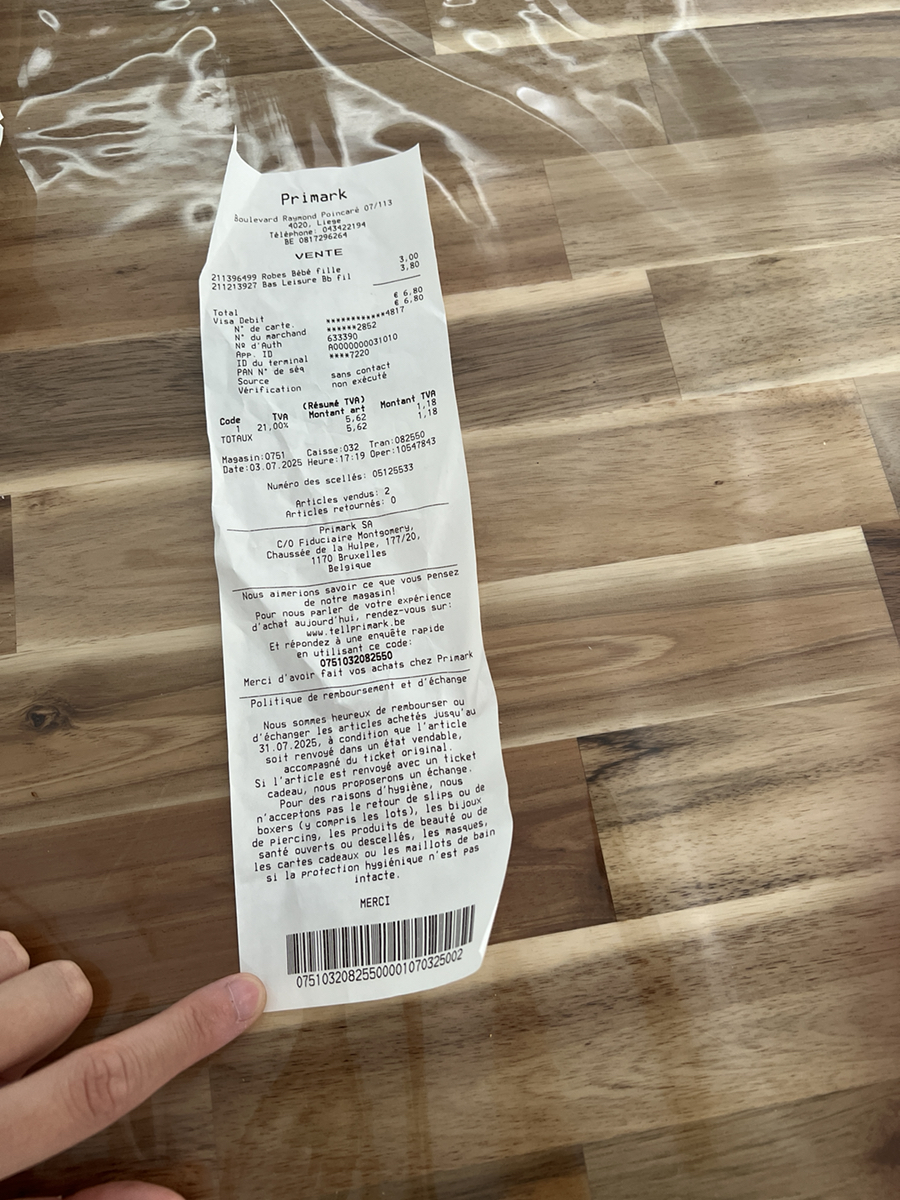 Primark
Boulevard Raymond Poincaré 07/113
4020, Liege
Téléphone: 043422194
BE 0817296264
VENTE
211396499 Robes Bébé fille 3,00
211213927 Bas Leisure Bb fil 3,80
Total € 6,80
Visa Debit € 6,80
N° de carte. ************4817
N° du marchand ******2852
Nº d'Auth 633390
App. ID A0000000031010
ID du terminal ****7220
PAN N° de séq
Source sans contact
Vérification non exécuté
(Résumé TVA)
Code TVA Montant art Montant TVA
1 21,00% 5,62 1,18
TOTAUX 5,62 1,18
Magasin:0751 Caisse:032 Tran:082550
Date:03.07.2025 Heure:17:19 Oper:10547843
Numéro des scellés: 05125533
Articles vendus: 2
Articles retournés: 0
Primark SA
C/O Fiduciaire Montgomery,
Chaussée de la Hulpe, 177/20,
1170 Bruxelles
Belgique
Nous aimerions savoir ce que vous pensez
de notre magasin!
Pour nous parler de votre expérience
d'achat aujourd'hui, rendez-vous sur:
www.tellprimark.be
Et répondez à une enquête rapide
en utilisant ce code:
0751032082550
Merci d'avoir fait vos achats chez Primark
Politique de remboursement et d'échange
Nous sommes heureux de rembourser ou
d'échanger les articles achetés jusqu'au
31.07.2025, à condition que l'article
soit renvoyé dans un état vendable,
accompagné du ticket original.
Si l'article est renvoyé avec un ticket
cadeau, nous proposerons un échange.
Pour des raisons d'hygiène, nous
n'acceptons pas le retour de slips ou de
boxers (y compris les lots), les bijoux
de piercing, les produits de beauté ou de
santé ouverts ou descellés, les masques,
les cartes cadeaux ou les maillots de bain
si la protection hygiénique n'est pas
intacte.
MERCI
07510320825500001070325002